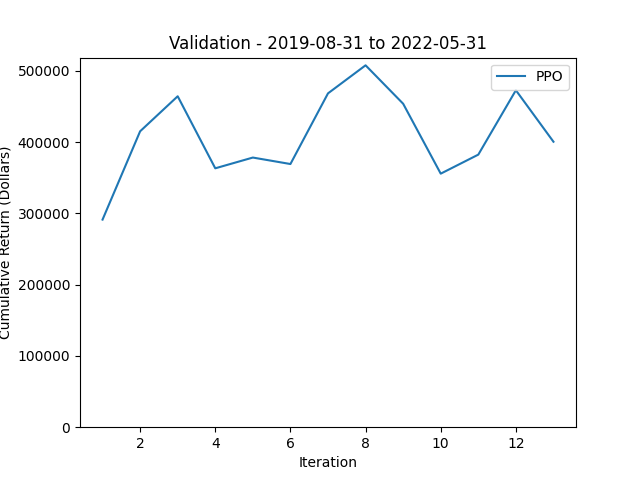 Validation - 2019-08-31 to 2022-05-31
PPO
Cumulative Return (Dollars)
500000
400000
300000
200000
100000
0
2 4 6 8 10 12
Iteration